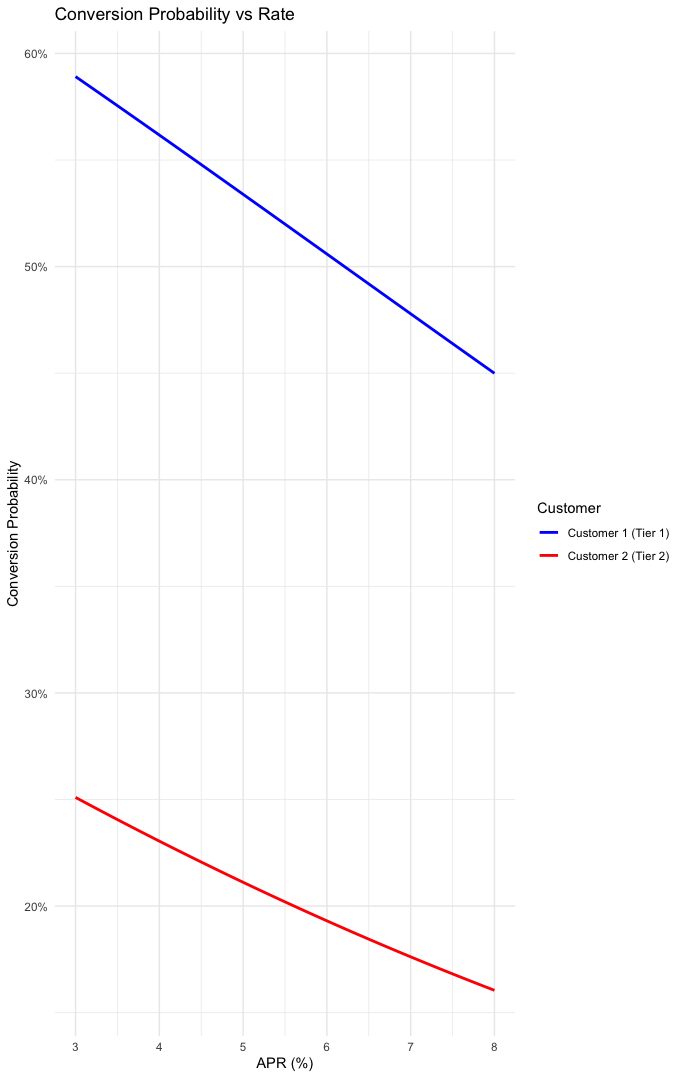 Conversion Probability vs Rate
60%
50%
40%
30%
20%
Conversion Probability
3 4 5 6 7 8
APR (%)
Customer
Customer 1 (Tier 1)
Customer 2 (Tier 2)